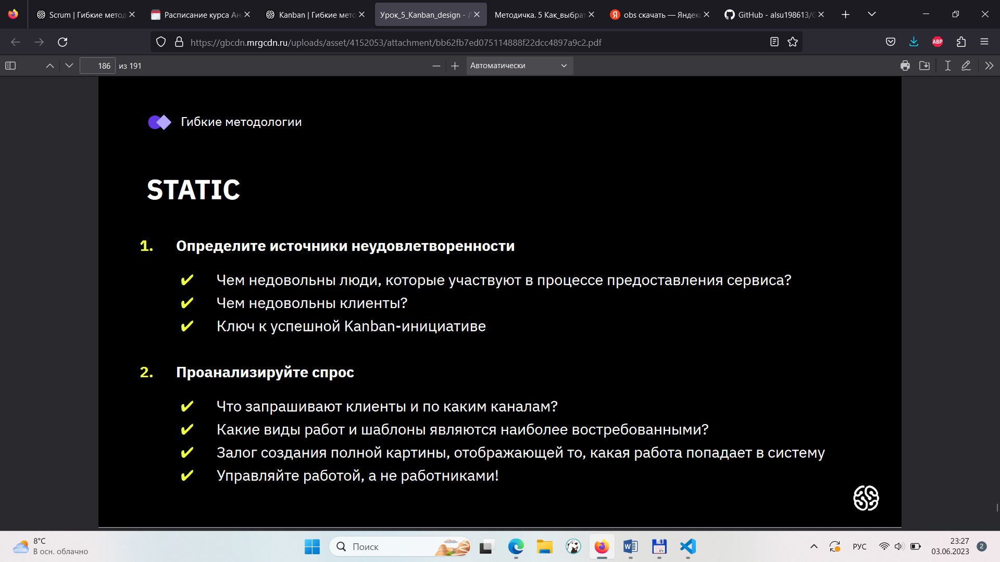 Scrum | Гибкие метод
Расписание курса Ан
Kanban | Гибкие мето
Урок_5_Kanban_design - Л
Методичка. 5 Как_выбрат
obs скачать — Яндекс
GitHub - alsu198613/G
https://gbcdn.mrgcdn.ru/uploads/asset/4152053/attachment/bb62fb7ed075114888f22dcc4897a9c2.pdf
ABP
186 из 191
Автоматически
Гибкие методологии
STATIC
1. Определите источники неудовлетворенности
✔ Чем недовольны люди, которые участвуют в процессе предоставления сервиса?
✔ Чем недовольны клиенты?
✔ Ключ к успешной Kanban-инициативе
2. Проанализируйте спрос
✔ Что запрашивают клиенты и по каким каналам?
✔ Какие виды работ и шаблоны являются наиболее востребованными?
✔ Залог создания полной картины, отображающей то, какая работа попадает в систему
✔ Управляйте работой, а не работниками!
8°C
В осн. облачно
Поиск
64
РУС
23:27
03.06.2023
2